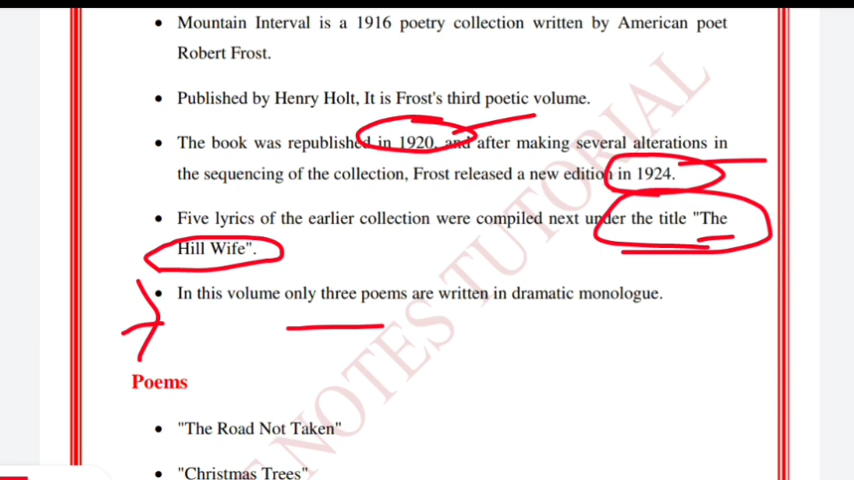 • Mountain Interval is a 1916 poetry collection written by American poet
Robert Frost.
• Published by Henry Holt, It is Frost's third poetic volume.
• The book was republished in 1920, and after making several alterations in
the sequencing of the collection, Frost released a new edition in 1924.
• Five lyrics of the earlier collection were compiled next under the title "The
Hill Wife".
• In this volume only three poems are written in dramatic monologue.
Poems
• "The Road Not Taken"
• "Christmas Trees"
NOTES TUTORIAL